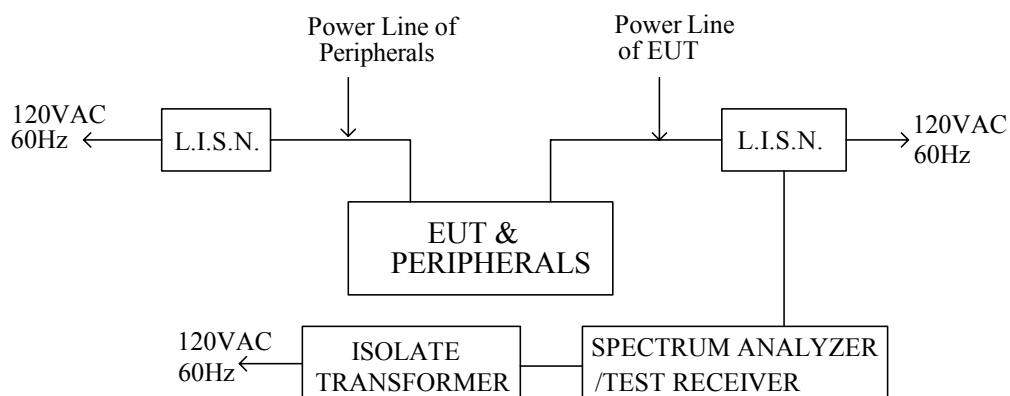 Power Line of
Peripherals
Power Line
of EUT
120VAC
60Hz
L.I.S.N.
L.I.S.N.
120VAC
60Hz
EUT &
PERIPHERALS
120VAC
60Hz
ISOLATE
TRANSFORMER
SPECTRUM ANALYZER
/TEST RECEIVER